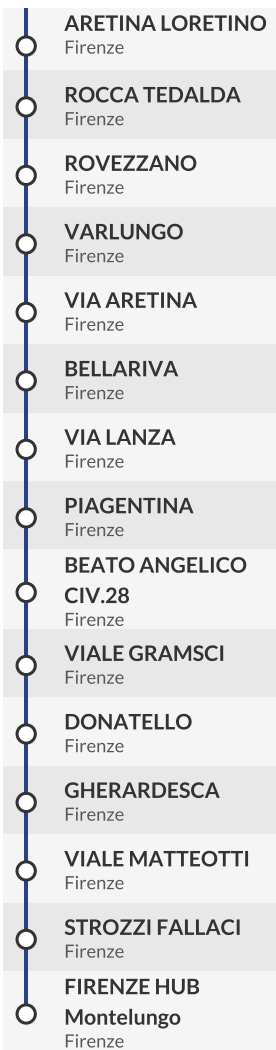 ARETINA LORETINO
Firenze
ROCCA TEDALDA
Firenze
ROVEZZANO
Firenze
VARLUNGO
Firenze
VIA ARETINA
Firenze
BELLARIVA
Firenze
VIA LANZA
Firenze
PIAGENTINA
Firenze
BEATO ANGELICO
CIV.28
Firenze
VIALE GRAMSCI
Firenze
DONATELLO
Firenze
GHERARDESCA
Firenze
VIALE MATTEOTTI
Firenze
STROZZI FALLACI
Firenze
FIRENZE HUB
Montelungo
Firenze